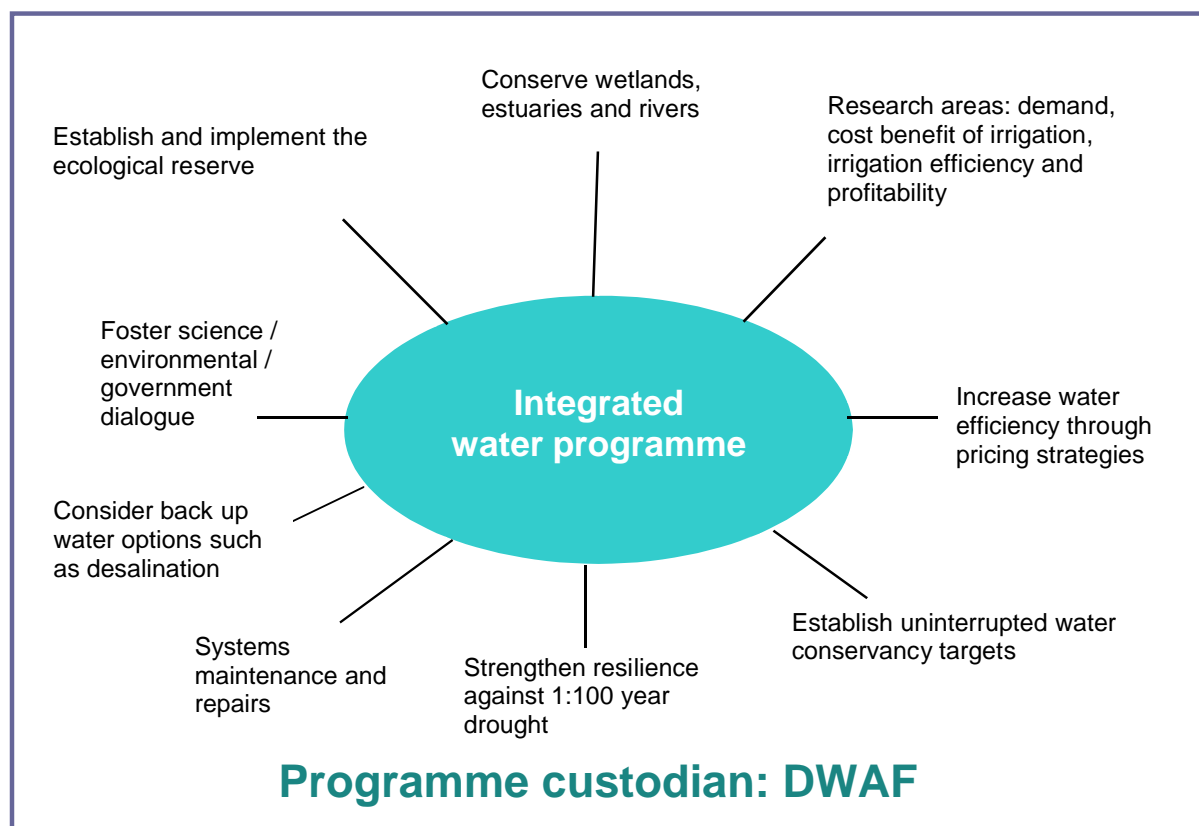 Conserve wetlands,
estuaries and rivers
Research areas: demand,
cost benefit of irrigation,
irrigation efficiency and
profitability
Establish and implement the
ecological reserve
Foster science /
environmental /
government
dialogue
Integrated
water programme
Increase water
efficiency through
pricing strategies
Consider back up
water options such
as desalination
Establish uninterrupted water
conservancy targets
Systems
maintenance and
repairs
Strengthen resilience
against 1:100 year
drought
Programme custodian: DWAF